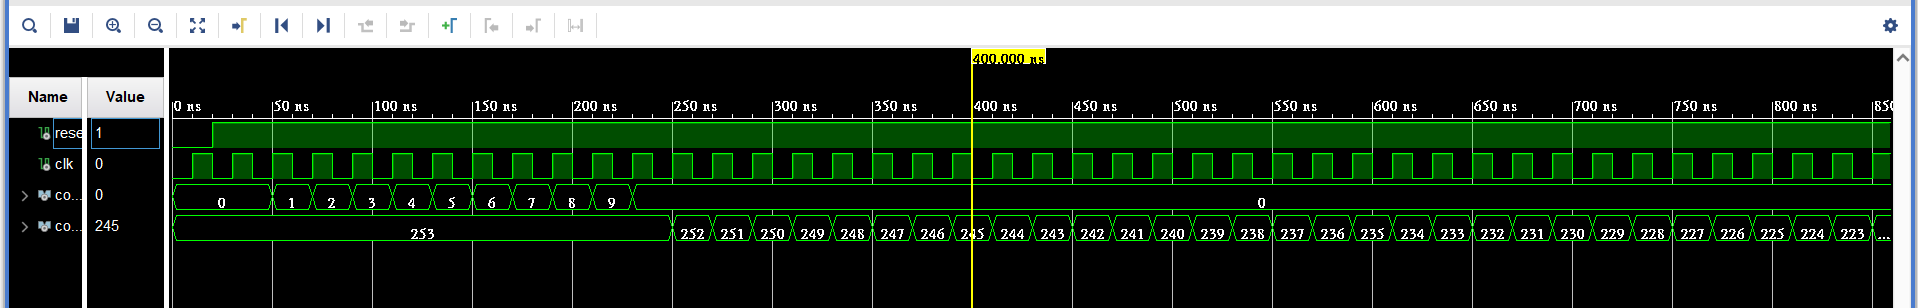 400.000 ns
Name Value
0 ns 50 ns 100 ns 150 ns 200 ns 250 ns 300 ns 350 ns 400 ns 450 ns 500 ns 550 ns 600 ns 650 ns 700 ns 750 ns 800 ns 850
rese 1
clk 0
co... 0 0 1 2 3 4 5 6 7 8 9 0
co... 245 253 252 251 250 249 248 247 246 245 244 243 242 241 240 239 238 237 236 235 234 233 232 231 230 229 228 227 226 225 224 223 ...